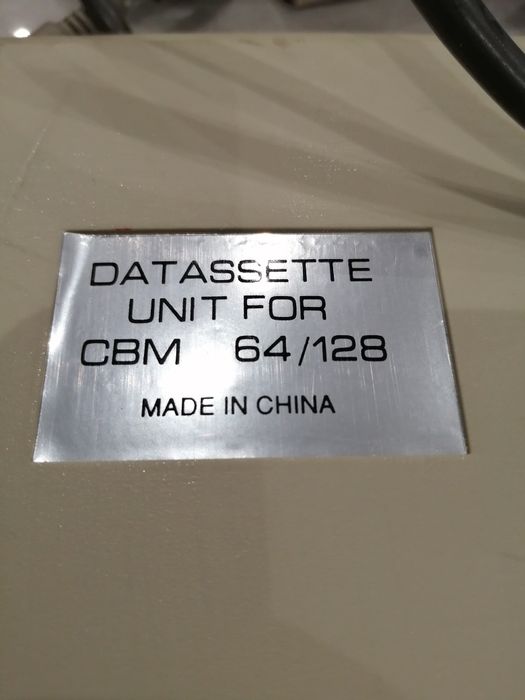 DATASSETTE
UNIT FOR
CBM 64/128
MADE IN CHINA